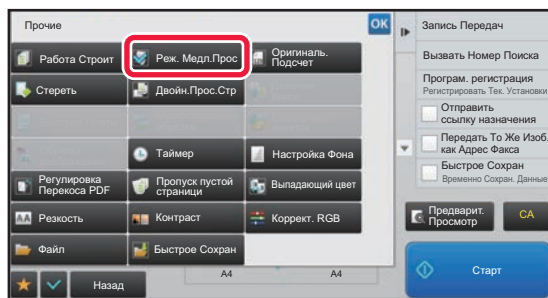 Прочие
OK
Работа Строит
Реж. Медл.Прос
Оригиналь.
Подсчет
Стереть
Двойн.Прос.Стр
Таймер
Настройка Фона
Регулировка
Перекоса PDF
Пропуск пустой
страници
Выпадающий цвет
Резкость
Контраст
Коррект. RGB
Файл
Быстрое Сохран
Назад
A4
A4
Запись Передач
Вызвать Номер Поиска
Програм. регистрация
Регистрировать Тек. Установки
Отправить
ссылку назначения
Передать То Же Изоб.
как Адрес Факса
Быстрое Сохран
Временно Сохран. Данные
Предварит.
Просмотр
CA
Старт